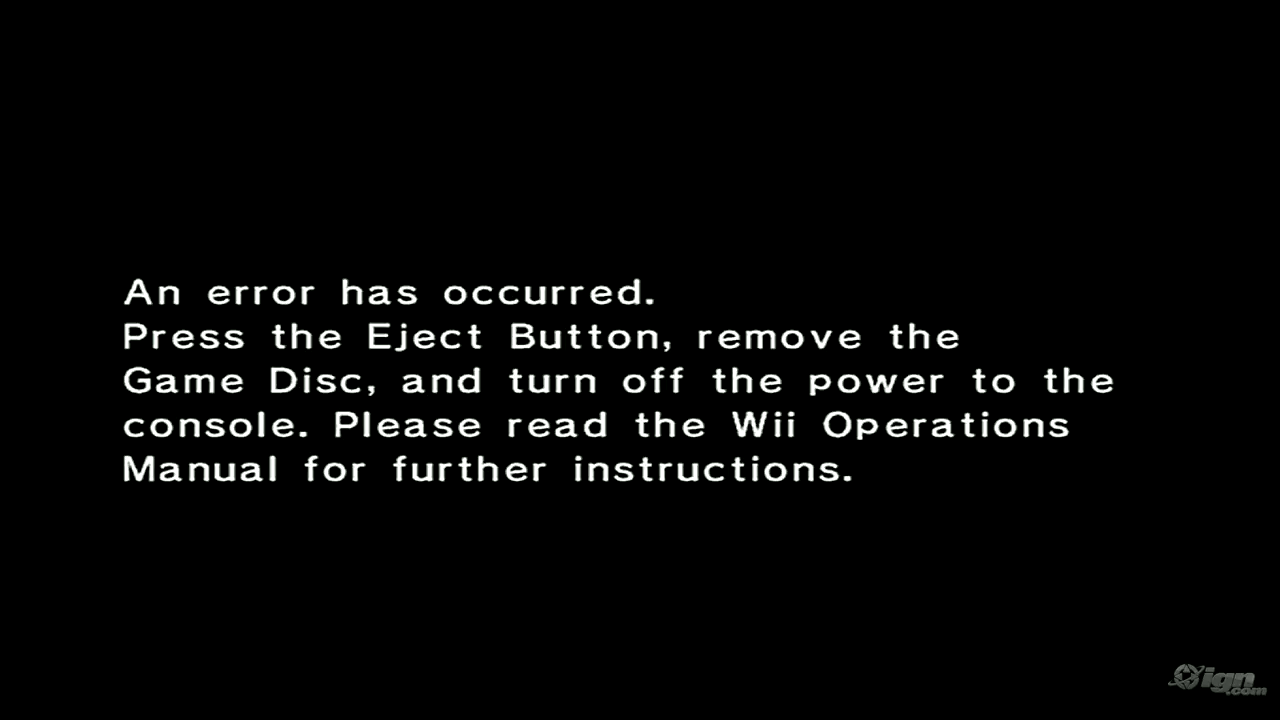 An error has occurred.
Press the Eject Button, remove the
Game Disc, and turn off the power to the
console. Please read the Wii Operations
Manual for further instructions.
ign.com